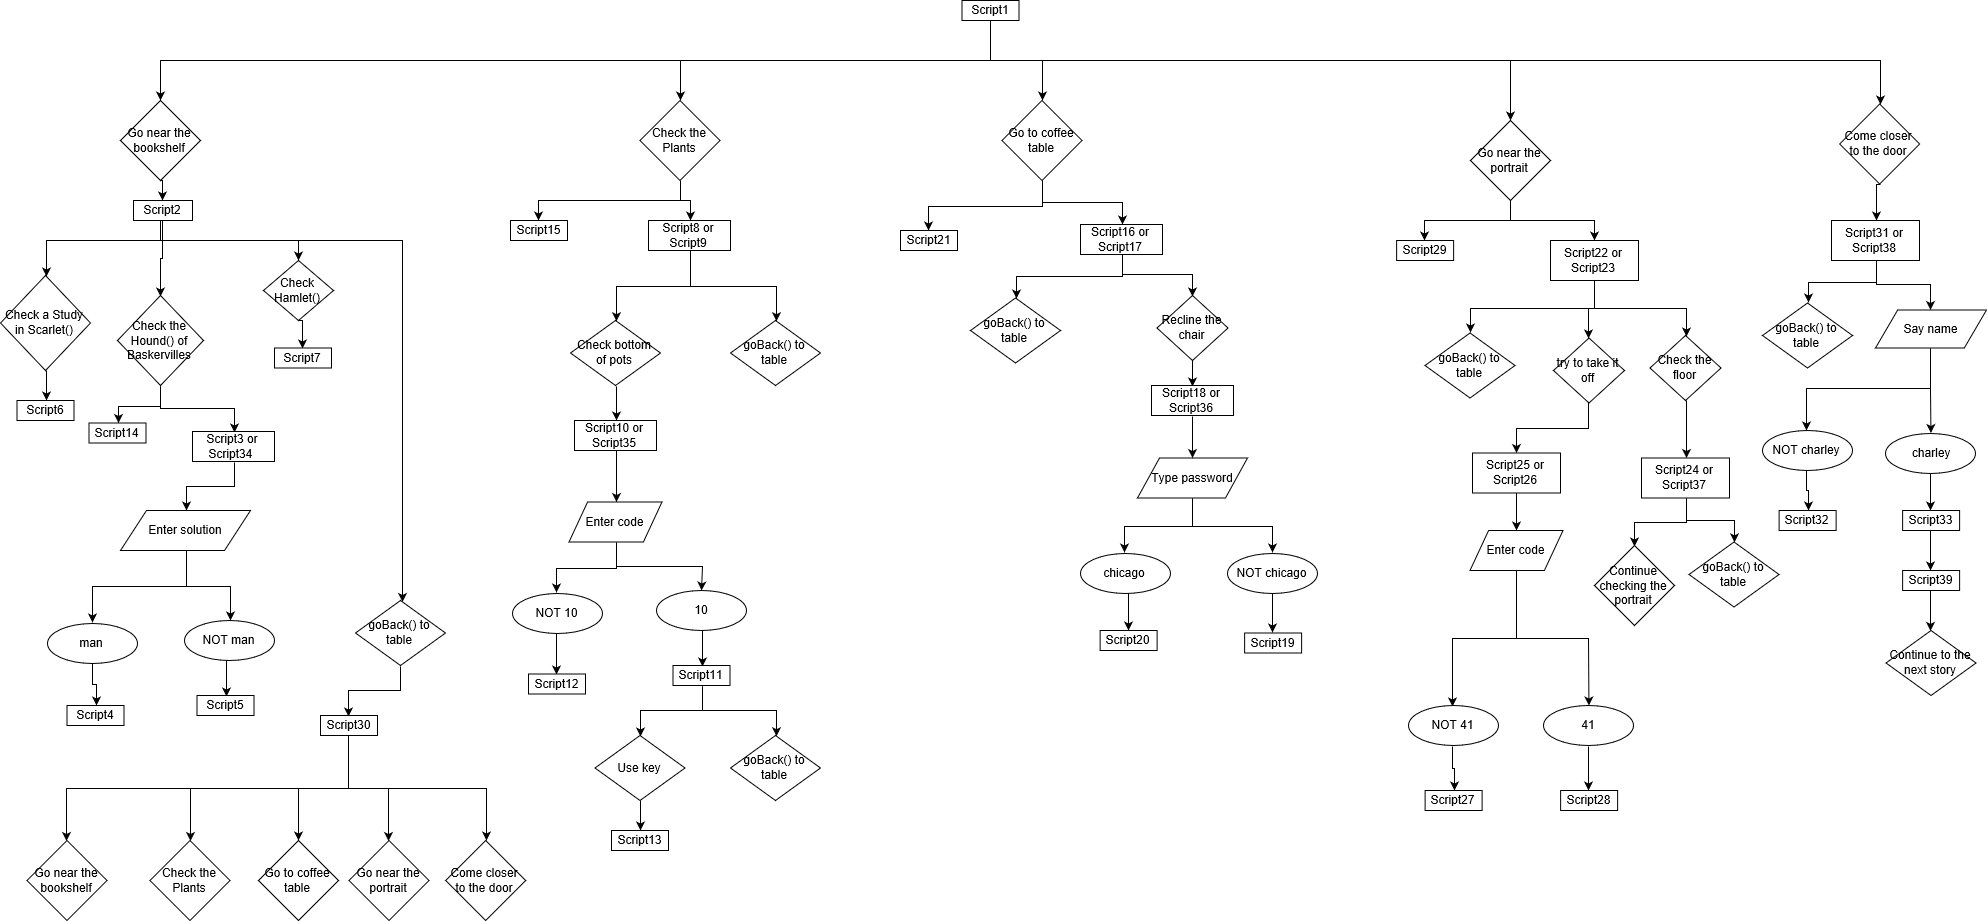 Script1
Go near the
bookshelf
Check the
Plants
Go to coffee
table
Go near the
portrait
Come closer
to the door
Script2
Script15
Script8 or
Script9
Script21
Script16 or
Script17
Script29
Script22 or
Script23
Script31 or
Script38
Check a Study
in Scarlet()
Check the
Hound() of
Baskervilles
Check
Hamlet()
Script7
Script6
Script14
Script3 or
Script34
Enter solution
man
NOT man
Script4
Script5
goBack() to
table
Script30
Go near the
bookshelf
Check the
Plants
Go to coffee
table
Go near the
portrait
Come closer
to the door
Check bottom
of pots
goBack() to
table
Script10 or
Script35
Enter code
NOT 10
10
Script12
Script11
Use key
goBack() to
table
Script13
goBack() to
table
Recline the
chair
Script18 or
Script36
Type password
chicago
NOT chicago
Script20
Script19
goBack() to
table
try to take it
off
Check the
floor
Script25 or
Script26
Script24 or
Script37
Enter code
Continue
checking the
portrait
goBack() to
table
NOT 41
41
Script27
Script28
goBack() to
table
Say name
NOT charley
charley
Script32
Script33
Script39
Continue to the
next story